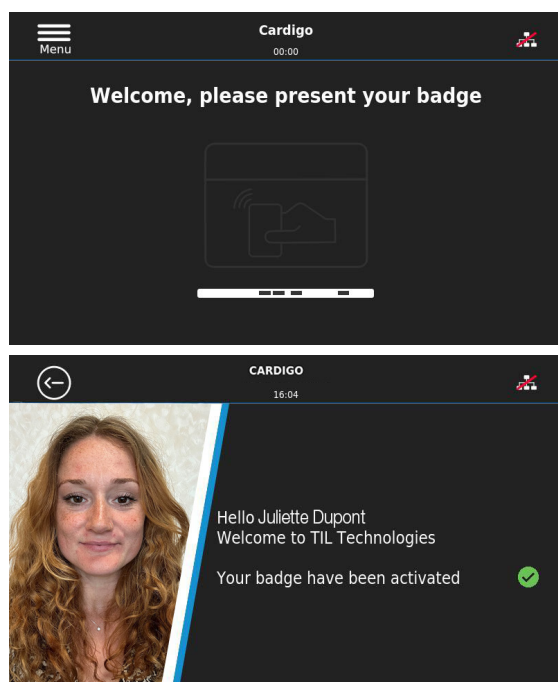 Cardigo
Menu
00:00
Welcome, please present your badge
CARDIGO
16:04
Hello Juliette Dupont
Welcome to TIL Technologies
Your badge have been activated